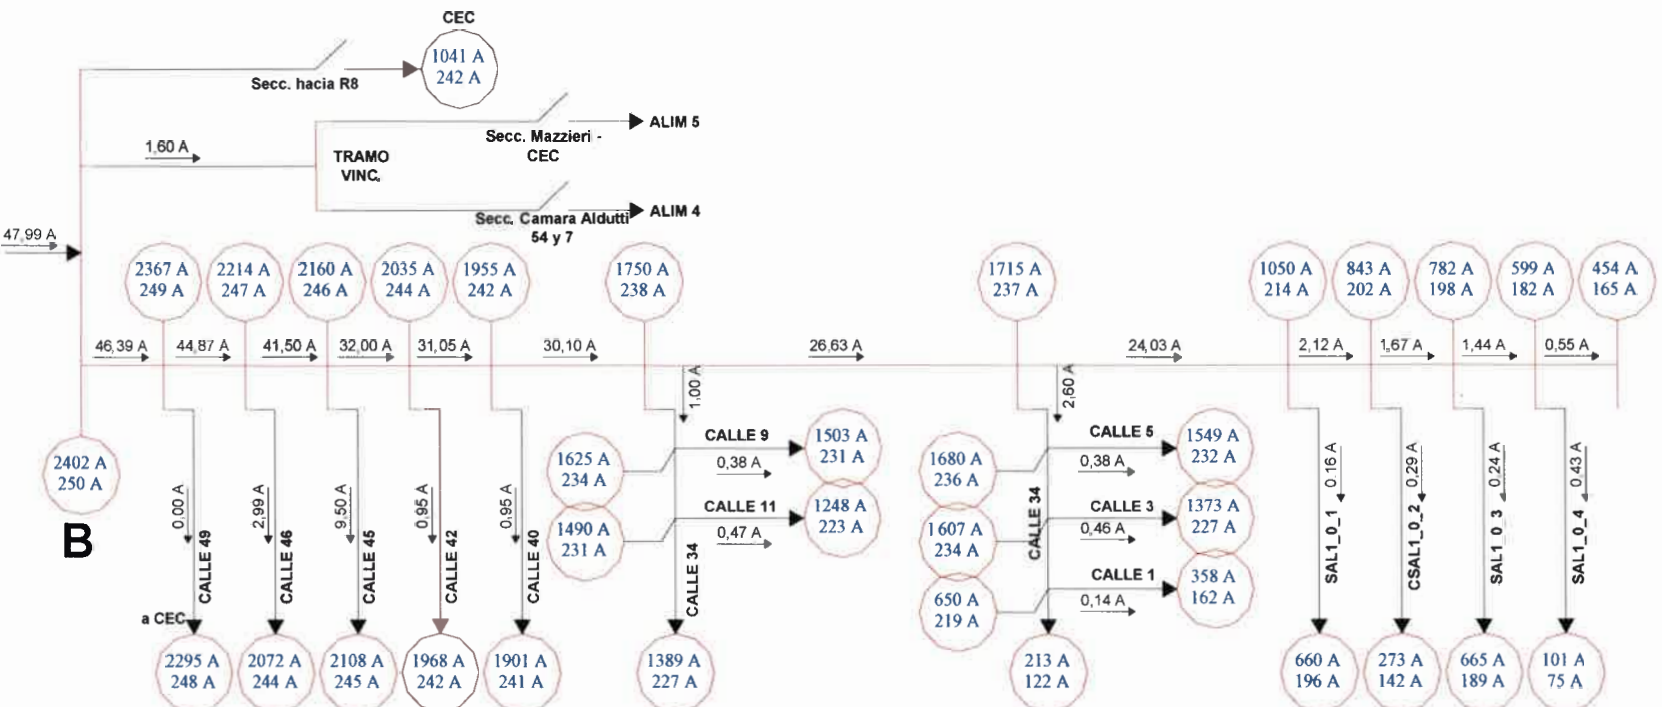 CEC
1041 A
242 A
Secc. hacia R8
ALIM 5
Secc. Mazzieri -
CEC
1,60 A
TRAMO
VINC.
ALIM 4
Secc. Camara Aldutti
54 y 7
47,99 A
2367 A
249 A
2214 A
247 A
2160 A
246 A
2035 A
244 A
1955 A
242 A
1750 A
238 A
1715 A
237 A
1050 A
214 A
843 A
202 A
782 A
198 A
599 A
182 A
454 A
165 A
46,39 A
44,87 A
41,50 A
32,00 A
31,05 A
30,10 A
26,63 A
24,03 A
2,12 A
1,67 A
1,44 A
0,55 A
1.00 A
2,60 A
2402 A
250 A
B
0,00 A
CALLE 49
2,99 A
CALLE 46
9,50 A
CALLE 45
0,95 A
CALLE 42
0,95 A
CALLE 40
1625 A
234 A
CALLE 9
0,38 A
1503 A
231 A
1490 A
231 A
CALLE 11
0,47 A
1248 A
223 A
CALLE 34
1680 A
236 A
CALLE 5
0,38 A
1549 A
232 A
1607 A
234 A
CALLE 34
CALLE 3
0,46 A
1373 A
227 A
650 A
219 A
CALLE 1
0,14 A
358 A
162 A
0.16 A
SAL1_0_1
0,29 A
CSAL1_0_2
0,24 A
SAL1_0_3
0,43 A
SAL1_0_4
a CEC
2295 A
248 A
2072 A
244 A
2108 A
245 A
1968 A
242 A
1901 A
241 A
1389 A
227 A
213 A
122 A
660 A
196 A
273 A
142 A
665 A
189 A
101 A
75 A